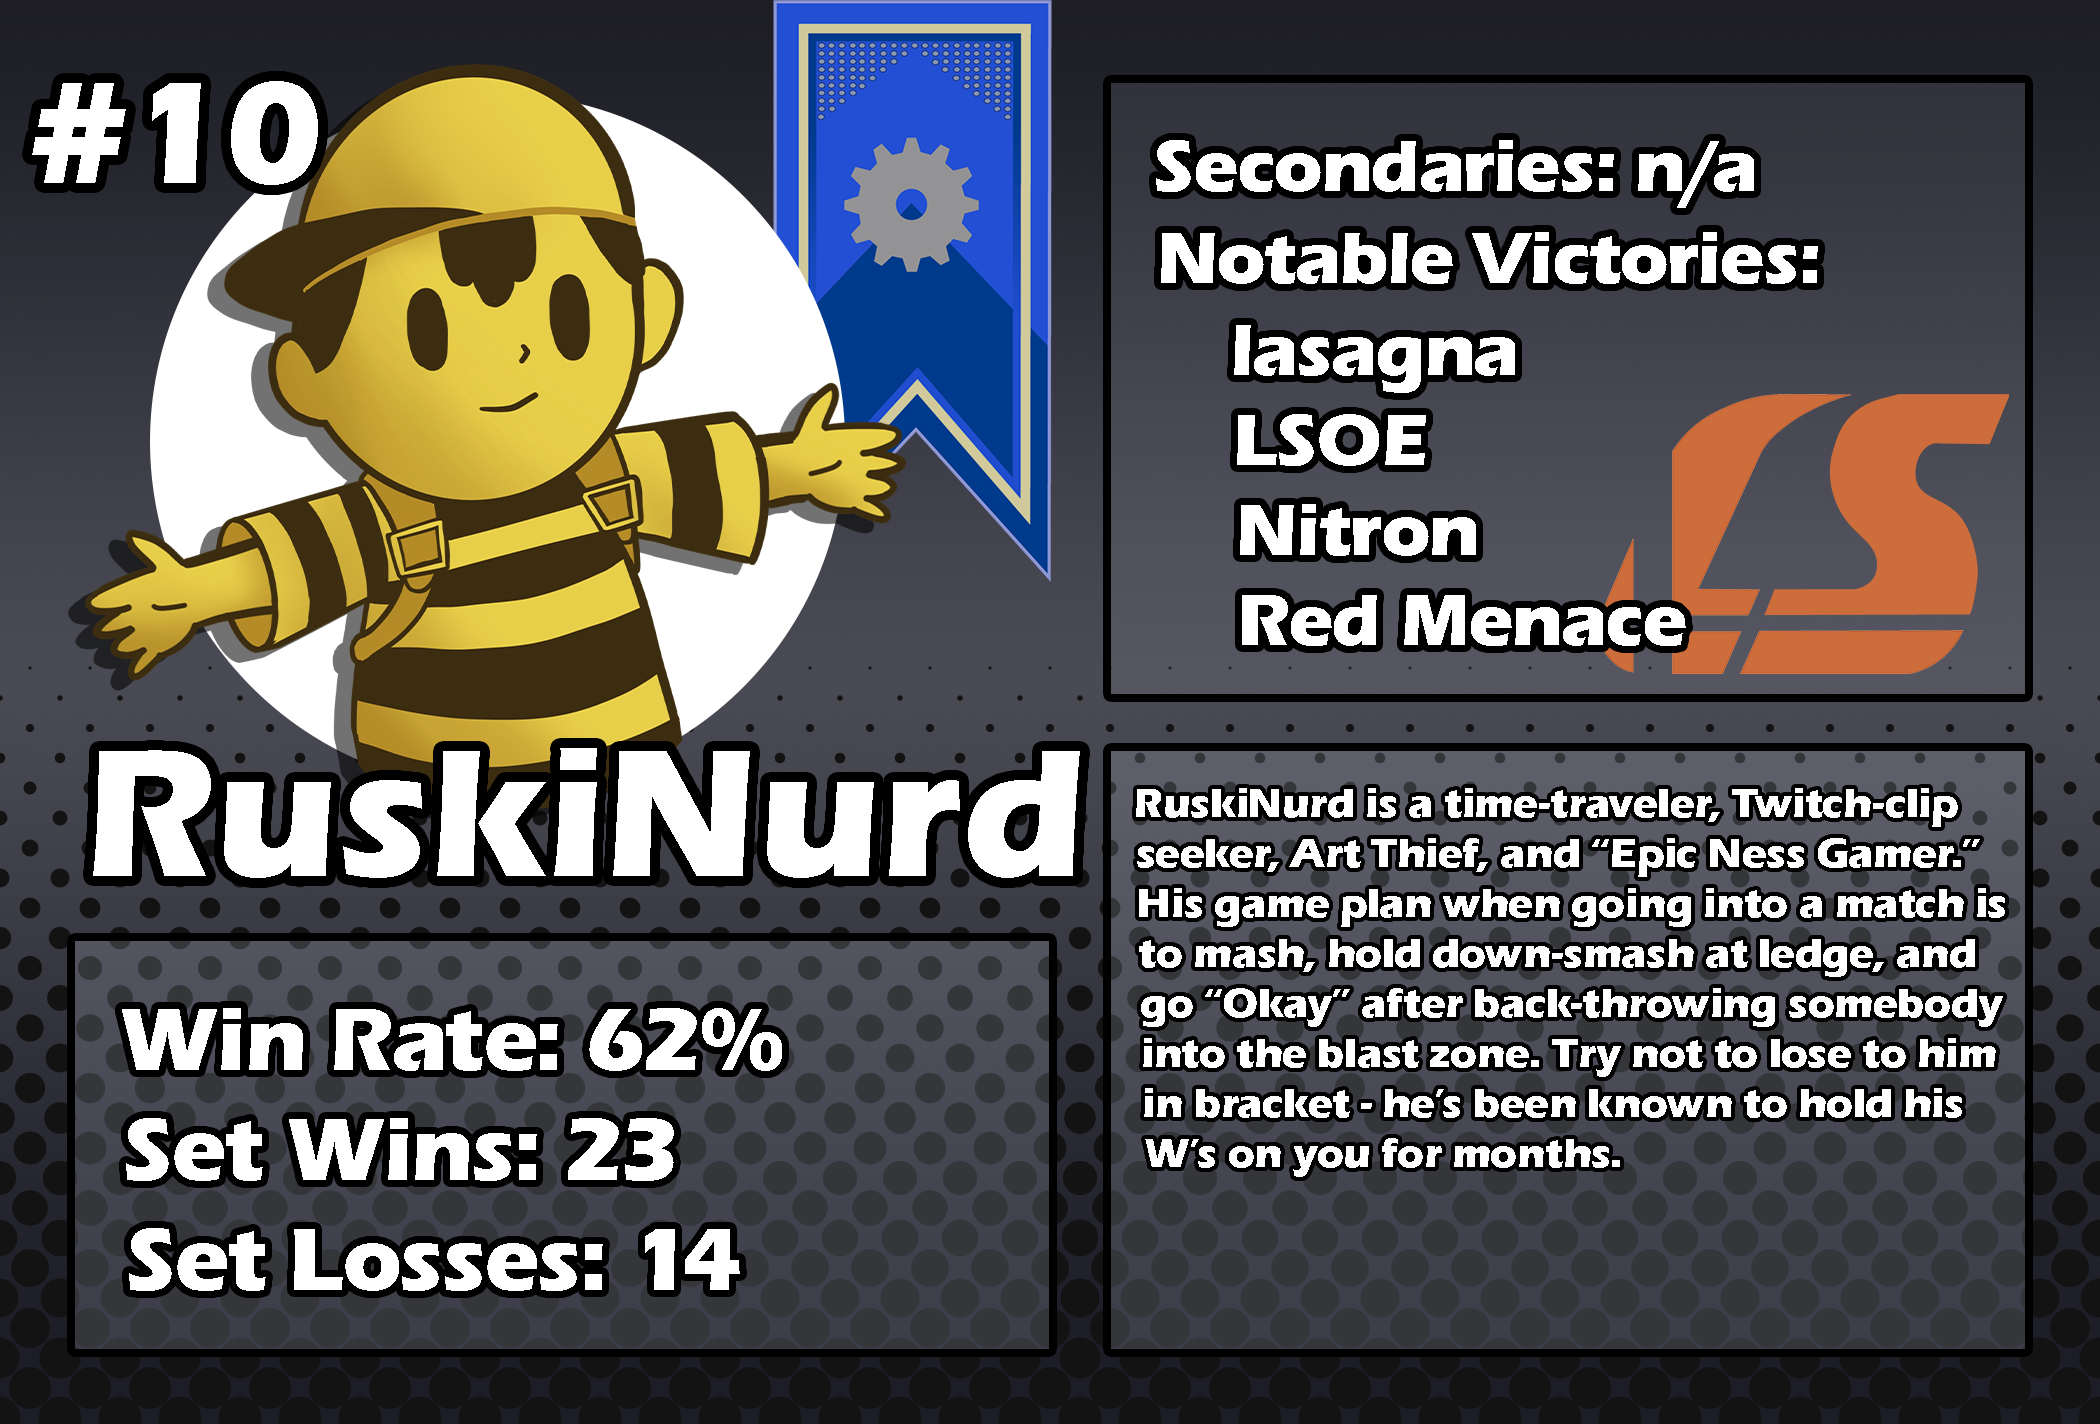 #10
RuskiNurd
Win Rate: 62%
Set Wins: 23
Set Losses: 14
Secondaries: n/a
Notable Victories:
lasagna
LSOE
Nitron
Red Menace
LS
RuskiNurd is a time-traveler, Twitch-clip
seeker, Art Thief, and “Epic Ness Gamer.”
His game plan when going into a match is
to mash, hold down-smash at ledge, and
go “Okay” after back-throwing somebody
into the blast zone. Try not to lose to him
in bracket - he’s been known to hold his
W’s on you for months.